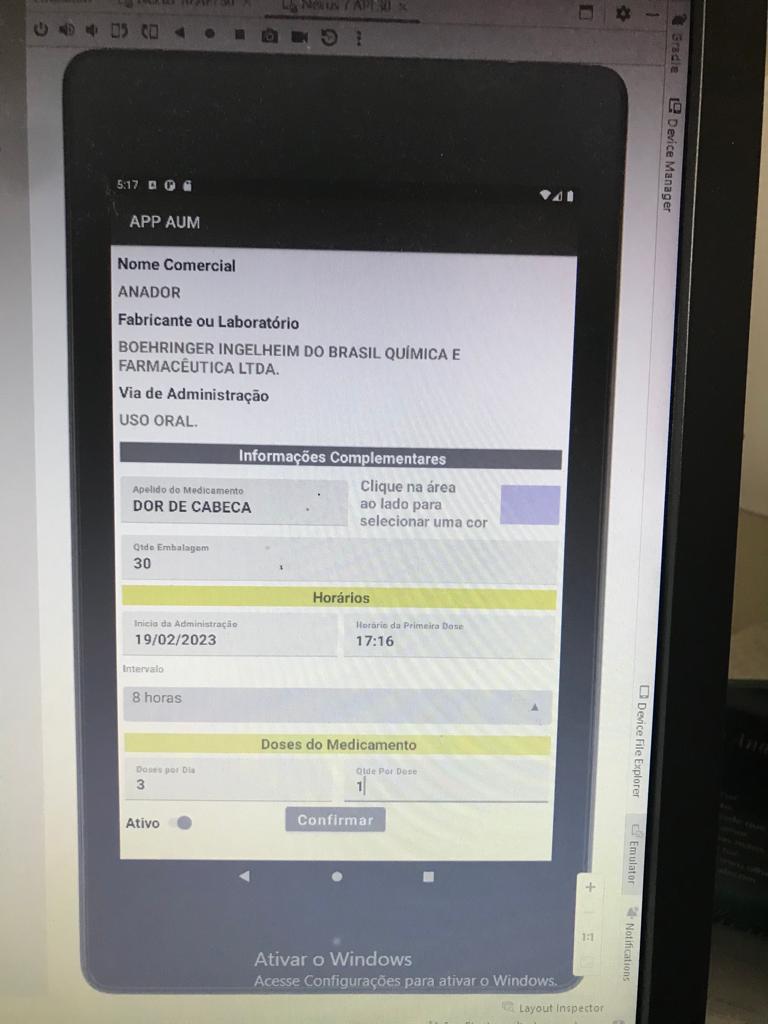 Nexus 7 API 30
Gradle
Device Manager
5:17
APP AUM
Nome Comercial
ANADOR
Fabricante ou Laboratório
BOEHRINGER INGELHEIM DO BRASIL QUÍMICA E
FARMACÊUTICA LTDA.
Via de Administração
USO ORAL.
Informações Complementares
Apelido do Medicamento
DOR DE CABECA
Clique na área
ao lado para
selecionar uma cor
Qtde Embalagem
30
Horários
Inicio da Administração
19/02/2023
Horário da Primeira Dose
17:16
Intervalo
8 horas
Doses do Medicamento
Doses por Dia
3
Qtde Por Dose
1
Ativo
Confirmar
Device File Explorer
Emulator
Notifications
1:1
Ativar o Windows
Acesse Configurações para ativar o Windows.
Layout Inspector